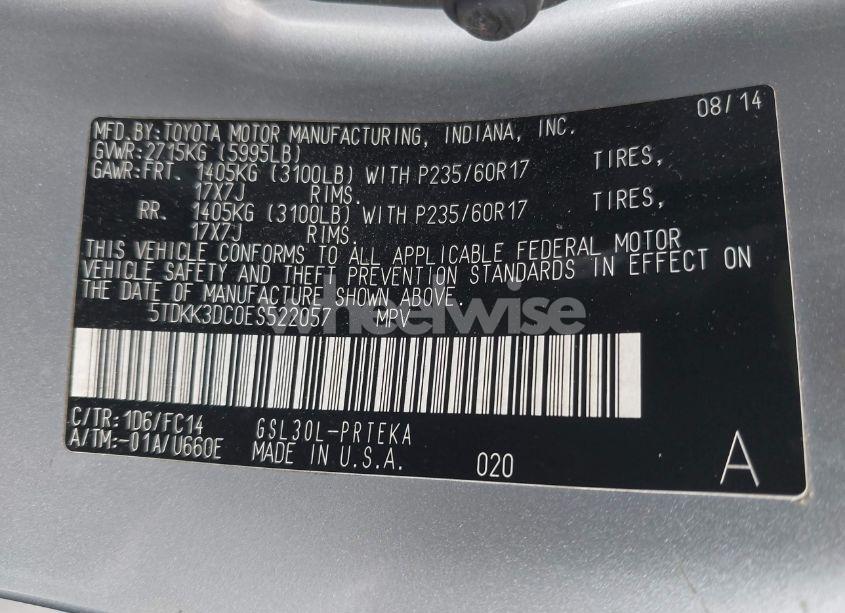 08/14
MFD.BY:TOYOTA MOTOR MANUFACTURING, INDIANA, INC.
GVWR:2715KG (5995LB)
GAWR:FRT. 1405KG (3100LB) WITH P235/60R17 TIRES,
17X7J RIMS.
RR. 1405KG (3100LB) WITH P235/60R17 TIRES,
17X7J RIMS.
THIS VEHICLE CONFORMS TO ALL APPLICABLE FEDERAL MOTOR
VEHICLE SAFETY AND THEFT PREVENTION STANDARDS IN EFFECT ON
THE DATE OF MANUFACTURE SHOWN ABOVE.
5TDKK3DC0ES522057 MPV
wheelwise
C/TR:1D6/FC14 GSL30L-PRTEKA
A/TM:-01A/U660E MADE IN U.S.A. 020 A